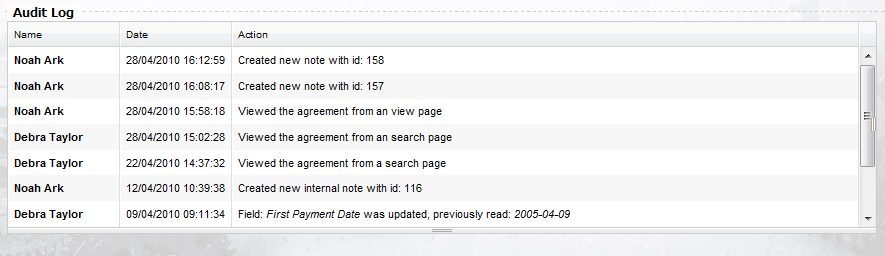 Audit Log
Name Date Action
Noah Ark 28/04/2010 16:12:59 Created new note with id: 158
Noah Ark 28/04/2010 16:08:17 Created new note with id: 157
Noah Ark 28/04/2010 15:58:18 Viewed the agreement from an view page
Debra Taylor 28/04/2010 15:02:28 Viewed the agreement from an search page
Debra Taylor 22/04/2010 14:37:32 Viewed the agreement from a search page
Noah Ark 12/04/2010 10:39:38 Created new internal note with id: 116
Debra Taylor 09/04/2010 09:11:34 Field: First Payment Date was updated, previously read: 2005-04-09